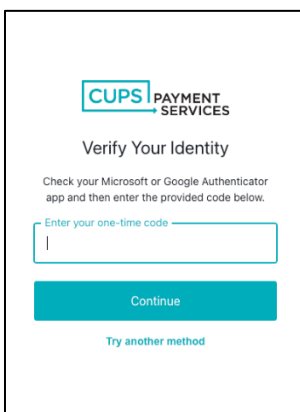 CUPS PAYMENT
SERVICES
Verify Your Identity
Check your Microsoft or Google Authenticator
app and then enter the provided code below.
Enter your one-time code
Continue
Try another method